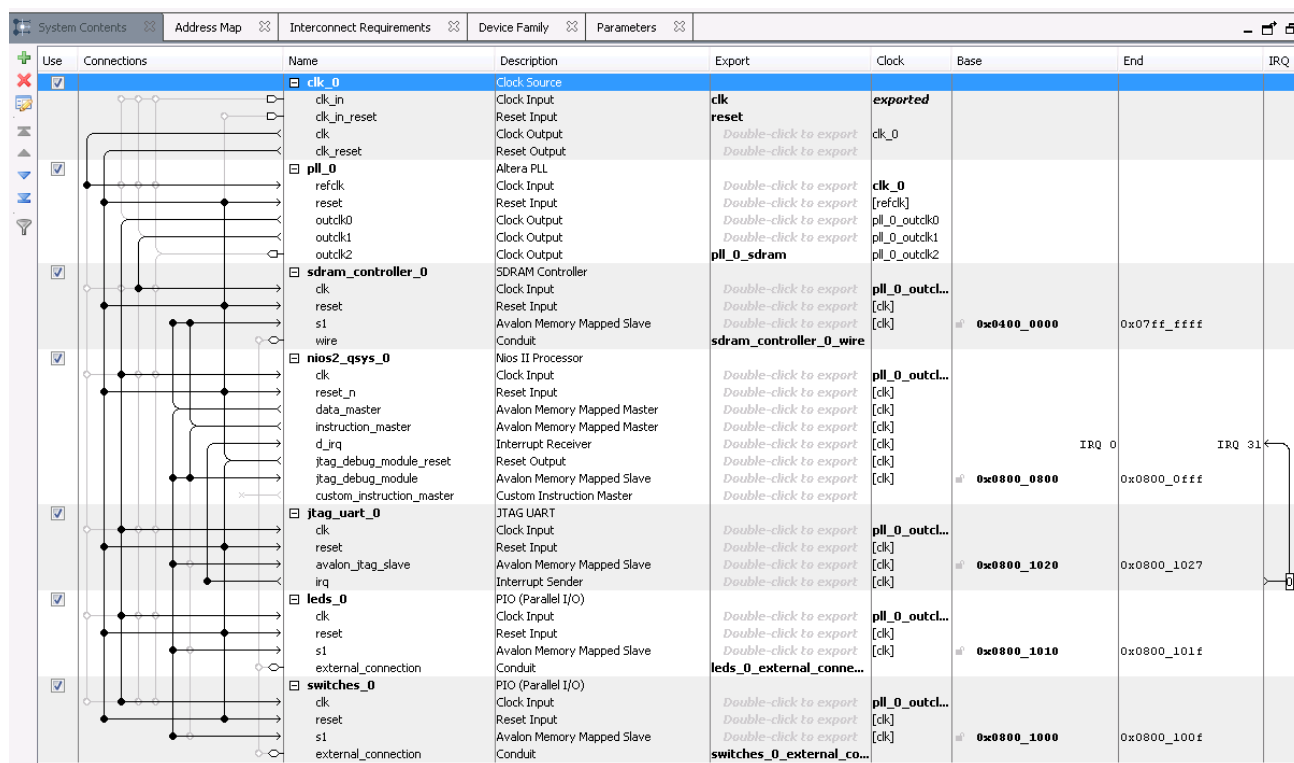 System Contents Address Map Interconnect Requirements Device Family Parameters
Use Connections Name Description Export Clock Base End IRQ
clk_0 Clock Source
clk_in Clock Input clk exported
clk_in_reset Reset Input reset
clk Clock Output Double-click to export clk_0
clk_reset Reset Output Double-click to export
pll_0 Altera PLL
refclk Clock Input Double-click to export clk_0
reset Reset Input Double-click to export [refclk]
outclk0 Clock Output Double-click to export pll_0_outclk0
outclk1 Clock Output Double-click to export pll_0_outclk1
outclk2 Clock Output pll_0_sdram pll_0_outclk2
sdram_controller_0 SDRAM Controller
clk Clock Input Double-click to export pll_0_outcl...
reset Reset Input Double-click to export [clk]
s1 Avalon Memory Mapped Slave Double-click to export [clk] 0x0400_0000 0x07ff_ffff
wire Conduit sdram_controller_0_wire
nios2_qsys_0 Nios II Processor
clk Clock Input Double-click to export pll_0_outcl...
reset_n Reset Input Double-click to export [clk]
data_master Avalon Memory Mapped Master Double-click to export [clk]
instruction_master Avalon Memory Mapped Master Double-click to export [clk]
d_irq Interrupt Receiver Double-click to export [clk] IRQ 0 IRQ 31
jtag_debug_module_reset Reset Output Double-click to export [clk]
jtag_debug_module Avalon Memory Mapped Slave Double-click to export [clk] 0x0800_0800 0x0800_0fff
custom_instruction_master Custom Instruction Master Double-click to export
jtag_uart_0 JTAG UART
clk Clock Input Double-click to export pll_0_outcl...
reset Reset Input Double-click to export [clk]
avalon_jtag_slave Avalon Memory Mapped Slave Double-click to export [clk] 0x0800_1020 0x0800_1027
irq Interrupt Sender Double-click to export [clk] 0
leds_0 PIO (Parallel I/O)
clk Clock Input Double-click to export pll_0_outcl...
reset Reset Input Double-click to export [clk]
s1 Avalon Memory Mapped Slave Double-click to export [clk] 0x0800_1010 0x0800_101f
external_connection Conduit leds_0_external_conne...
switches_0 PIO (Parallel I/O)
clk Clock Input Double-click to export pll_0_outcl...
reset Reset Input Double-click to export [clk]
s1 Avalon Memory Mapped Slave Double-click to export [clk] 0x0800_1000 0x0800_100f
external_connection Conduit switches_0_external_co...